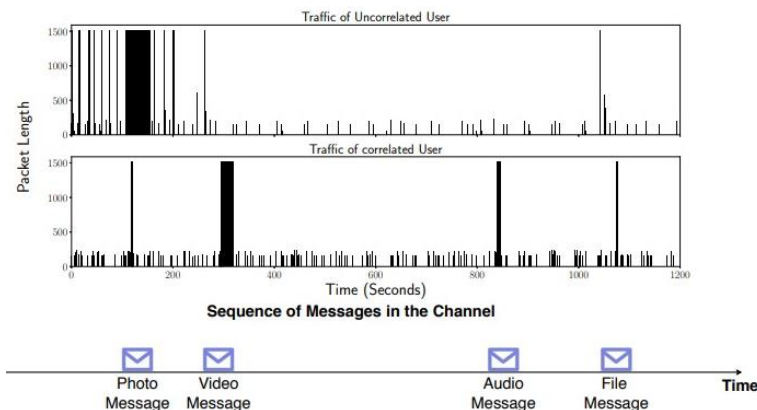 Traffic of Uncorrelated User
1500
1000
500
0
Traffic of correlated User
1500
1000
500
0
Packet Length
0 200 400 600 800 1000 1200
Time (Seconds)
Sequence of Messages in the Channel
Time
Photo Message
Video Message
Audio Message
File Message